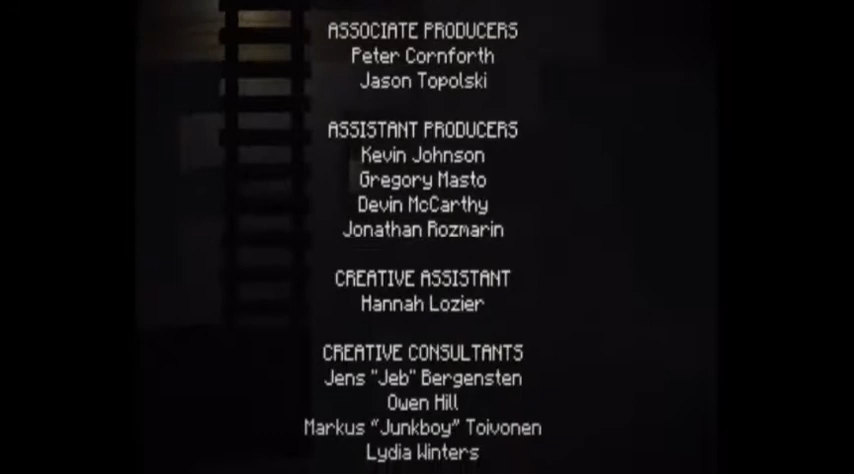 ASSOCIATE PRODUCERS
Peter Cornforth
Jason Topolski
ASSISTANT PRODUCERS
Kevin Johnson
Gregory Masto
Devin McCarthy
Jonathan Rozmarin
CREATIVE ASSISTANT
Hannah Lozier
CREATIVE CONSULTANTS
Jens "Jeb" Bergensten
Owen Hill
Markus “Junkboy” Toivonen
Lydia Winters